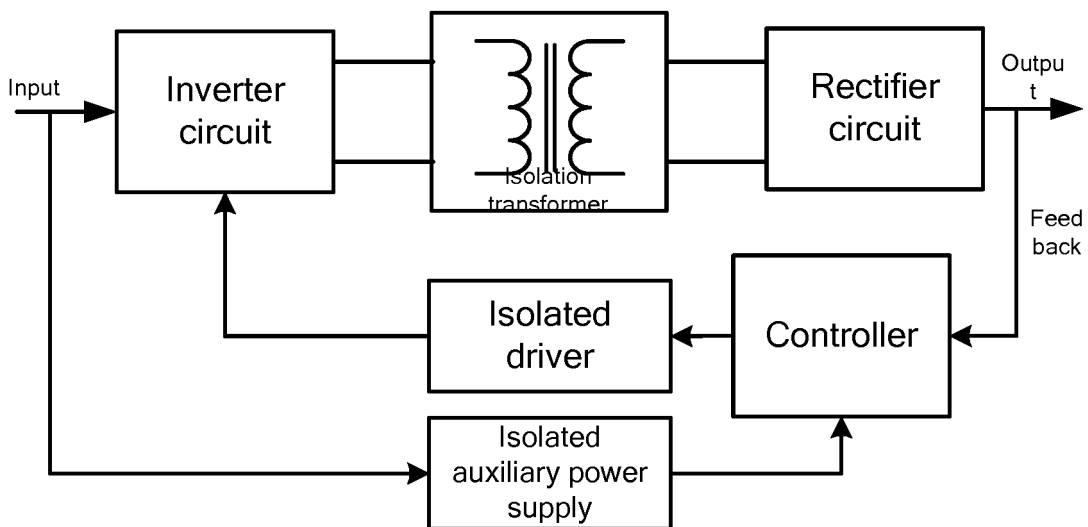 Input
Inverter
circuit
Isolation
transformer
Rectifier
circuit
Outpu
t
Feed
back
Isolated
driver
Controller
Isolated
auxiliary power
supply